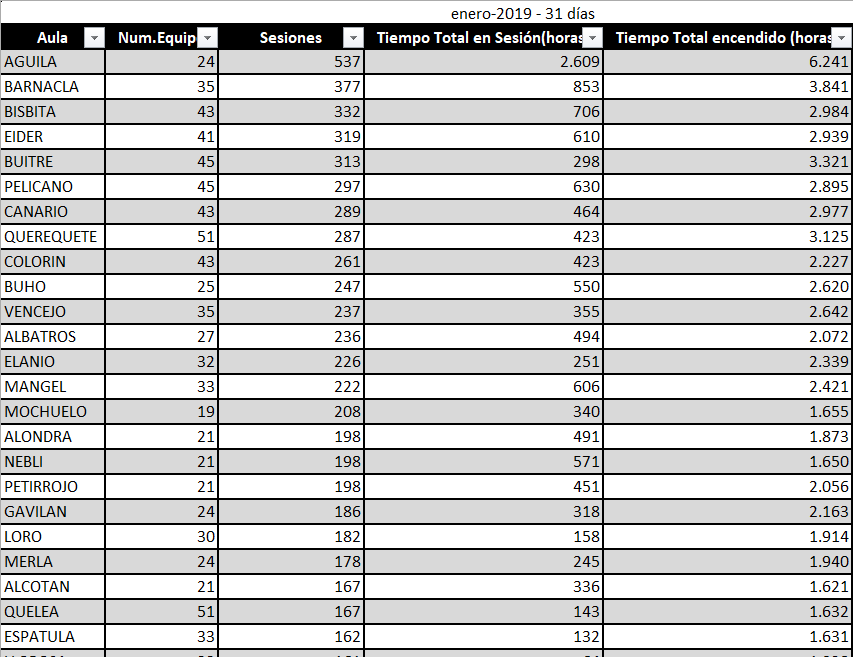 enero-2019 - 31 días
Aula Num.Equip Sesiones Tiempo Total en Sesión(horas Tiempo Total encendido (horas
AGUILA 24 537 2.609 6.241
BARNACLA 35 377 853 3.841
BISBITA 43 332 706 2.984
EIDER 41 319 610 2.939
BUITRE 45 313 298 3.321
PELICANO 45 297 630 2.895
CANARIO 43 289 464 2.977
QUEREQUETE 51 287 423 3.125
COLORIN 43 261 423 2.227
BUHO 25 247 550 2.620
VENCEJO 35 237 355 2.642
ALBATROS 27 236 494 2.072
ELANIO 32 226 251 2.339
MANGEL 33 222 606 2.421
MOCHUELO 19 208 340 1.655
ALONDRA 21 198 491 1.873
NEBLI 21 198 571 1.650
PETIRROJO 21 198 451 2.056
GAVILAN 24 186 318 2.163
LORO 30 182 158 1.914
MERLA 24 178 245 1.940
ALCOTAN 21 167 336 1.621
QUELEA 51 167 143 1.632
ESPATULA 33 162 132 1.631